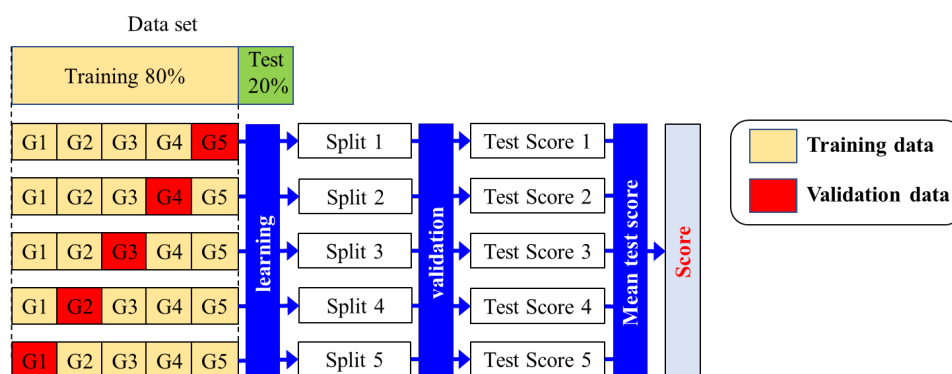 Data set
Training 80%
Test
20%
G1 G2 G3 G4 G5
Split 1
Test Score 1
G1 G2 G3 G4 G5
Split 2
Test Score 2
G1 G2 G3 G4 G5
Split 3
Test Score 3
G1 G2 G3 G4 G5
Split 4
Test Score 4
G1 G2 G3 G4 G5
Split 5
Test Score 5
learning
validation
Mean test score
Score
Training data
Validation data